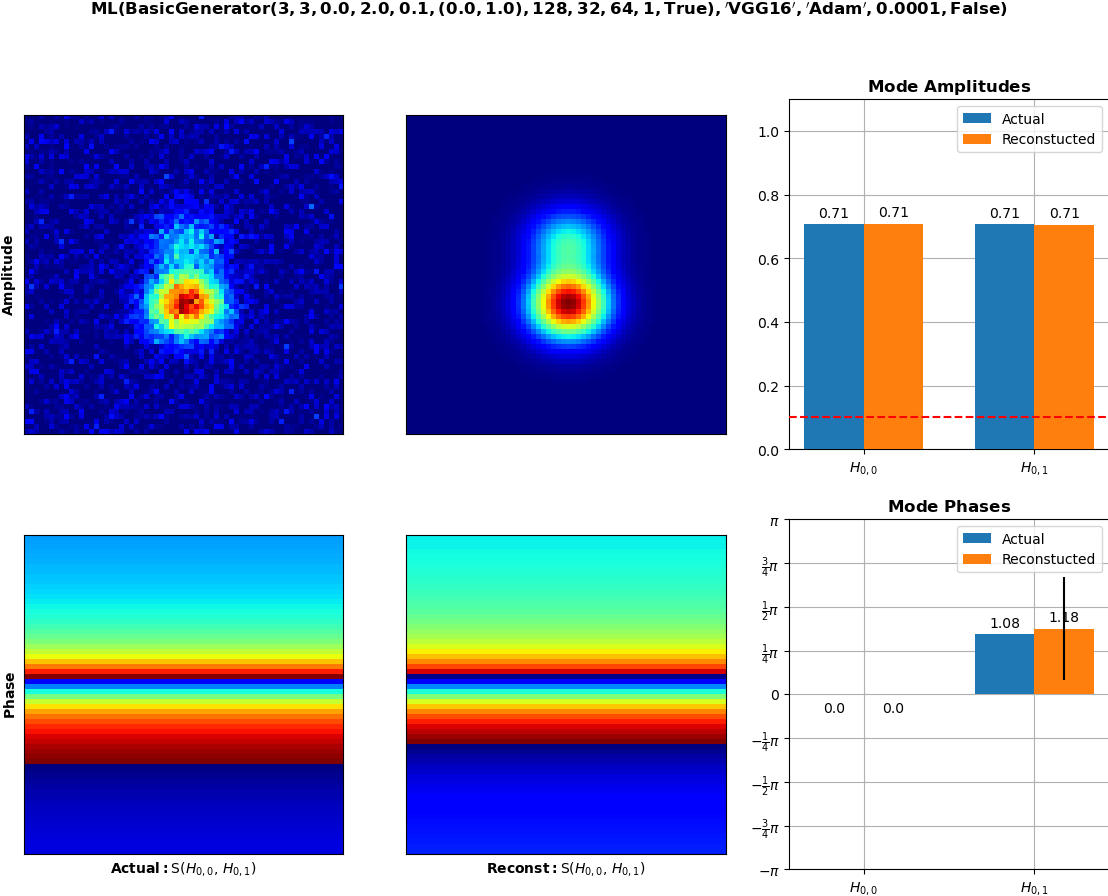 ML(BasicGenerator(3, 3, 0.0, 2.0, 0.1, (0.0, 1.0), 128, 32, 64, 1, True), ′VGG16′, ′Adam′, 0.0001, False)
Amplitude
Mode Amplitudes
Actual
Reconstucted
1.0
0.8
0.6
0.4
0.2
0.0
0.71
0.71
0.71
0.71
H0,0
H0,1
Phase
Actual: S(H0,0, H0,1)
Reconst: S(H0,0, H0,1)
Mode Phases
Actual
Reconstucted
π
3/4π
1/2π
1/4π
0
−1/4π
−1/2π
−3/4π
−π
0.0
0.0
1.08
1.18
H0,0
H0,1